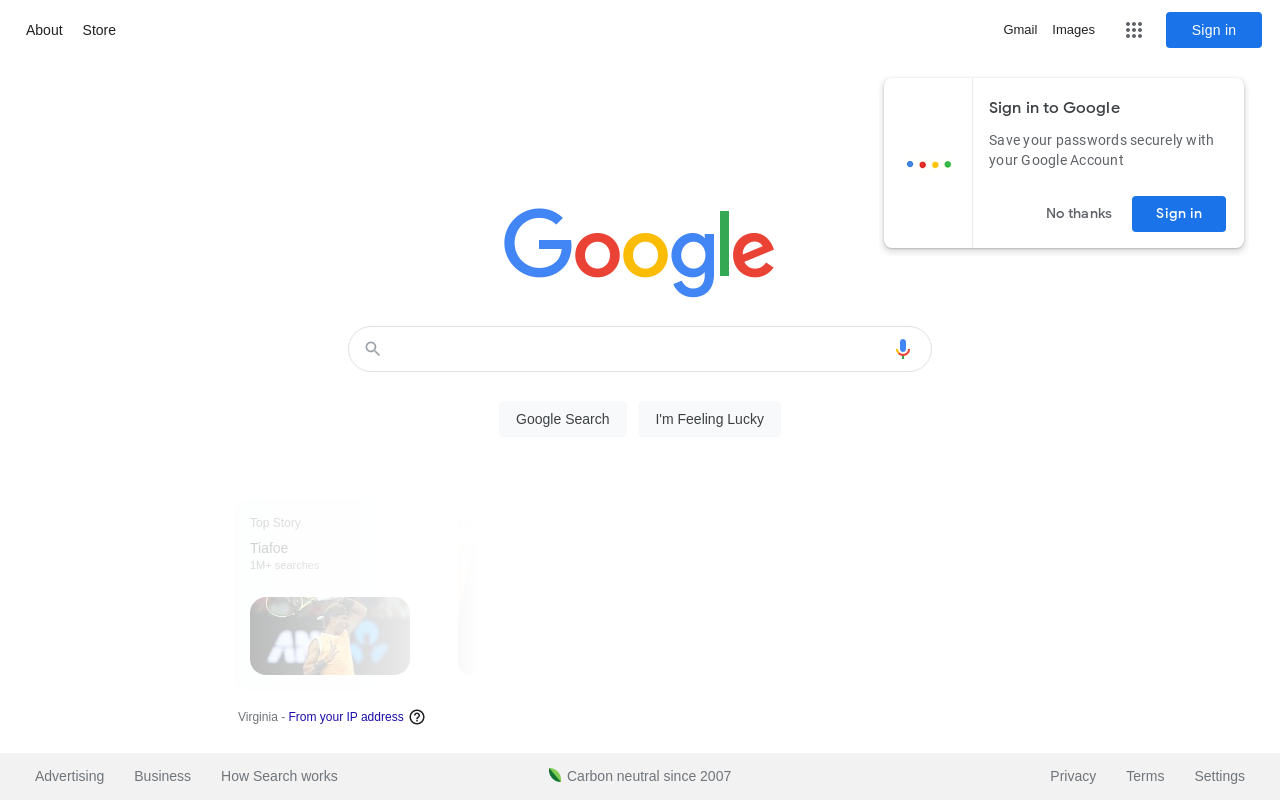 About Store
Gmail Images
Sign in
Sign in to Google
Save your passwords securely with
your Google Account
No thanks Sign in
Google
Google Search I'm Feeling Lucky
Top Story
Tiafoe
1M+ searches
Virginia - From your IP address
Advertising Business How Search works
Carbon neutral since 2007
Privacy Terms Settings